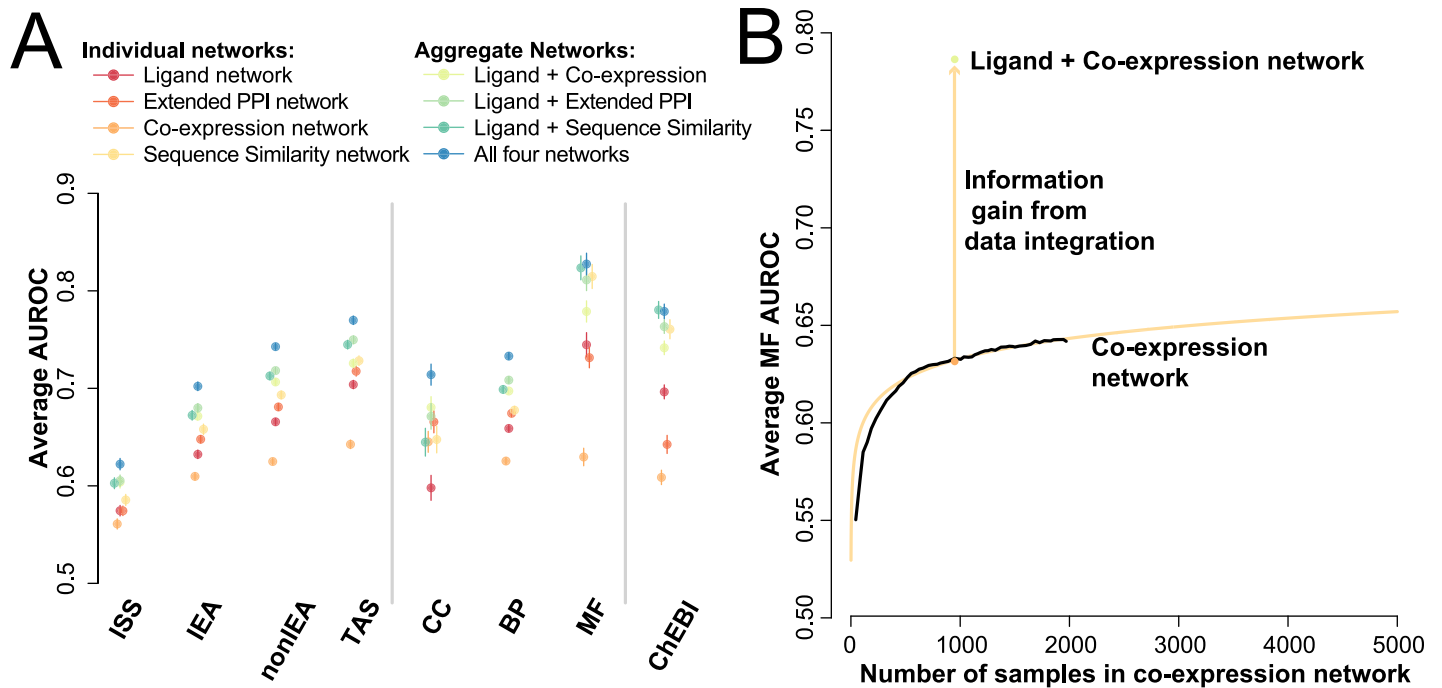 A
Individual networks:
Ligand network
Extended PPI network
Co-expression network
Sequence Similarity network
Aggregate Networks:
Ligand + Co-expression
Ligand + Extended PPI
Ligand + Sequence Similarity
All four networks
Average AUROC
0.9
0.8
0.7
0.6
0.5
ISS
IEA
nonIEA
TAS
CC
BP
MF
ChEBI
B
Average MF AUROC
0.80
0.75
0.70
0.65
0.60
0.55
0.50
Ligand + Co-expression network
Information
gain from
data integration
Co-expression
network
0
1000
2000
3000
4000
5000
Number of samples in co-expression network